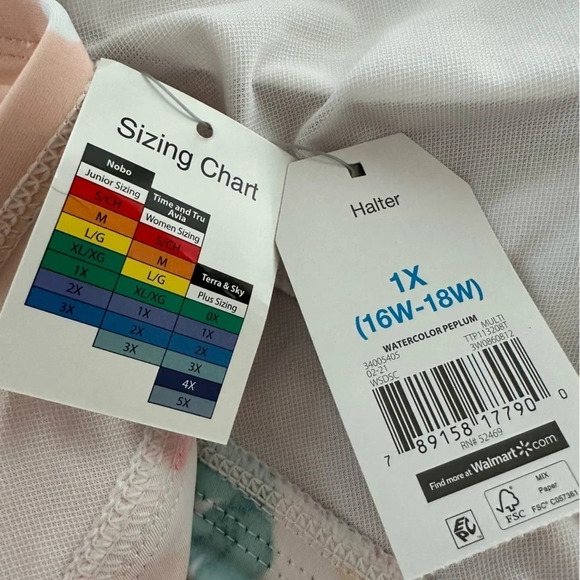 Sizing Chart
Nobo
Junior Sizing
S/CH
M
L/G
XL/XG
1X
2X
3X
Time and Tru
Avia
Women Sizing
S/CH
M
L/G
XL/XG
1X
2X
3X
Terra & Sky
Plus Sizing
0X
1X
2X
3X
4X
5X
Halter
1X
(16W-18W)
WATERCOLOR PEPLUM
34005405
02-21
WSDSC
MULTI
TTP113208T
3W0860812
7 89158 17790 0
RN# 52469
Find more at Walmart.com
EPC
FSC
MIX
Paper